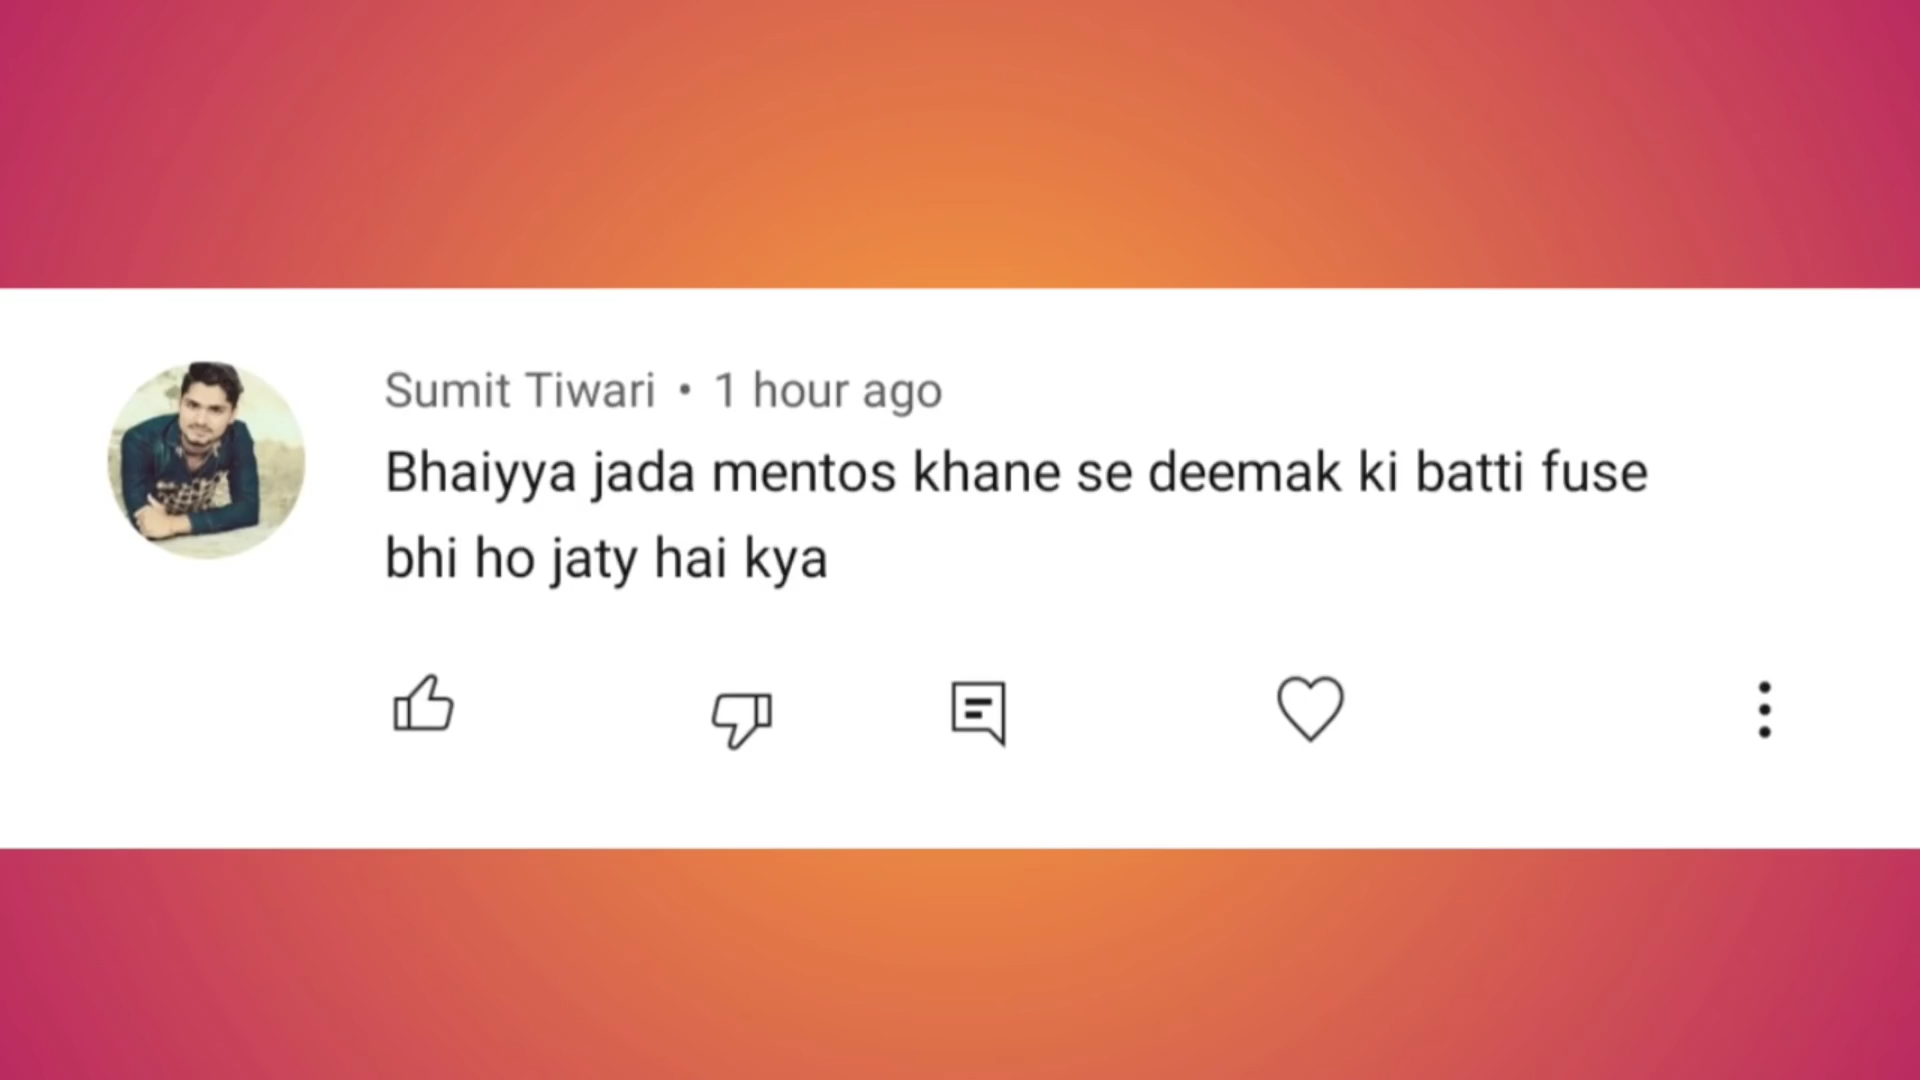 Sumit Tiwari • 1 hour ago
Bhaiyya jada mentos khane se deemak ki batti fuse
bhi ho jaty hai kya